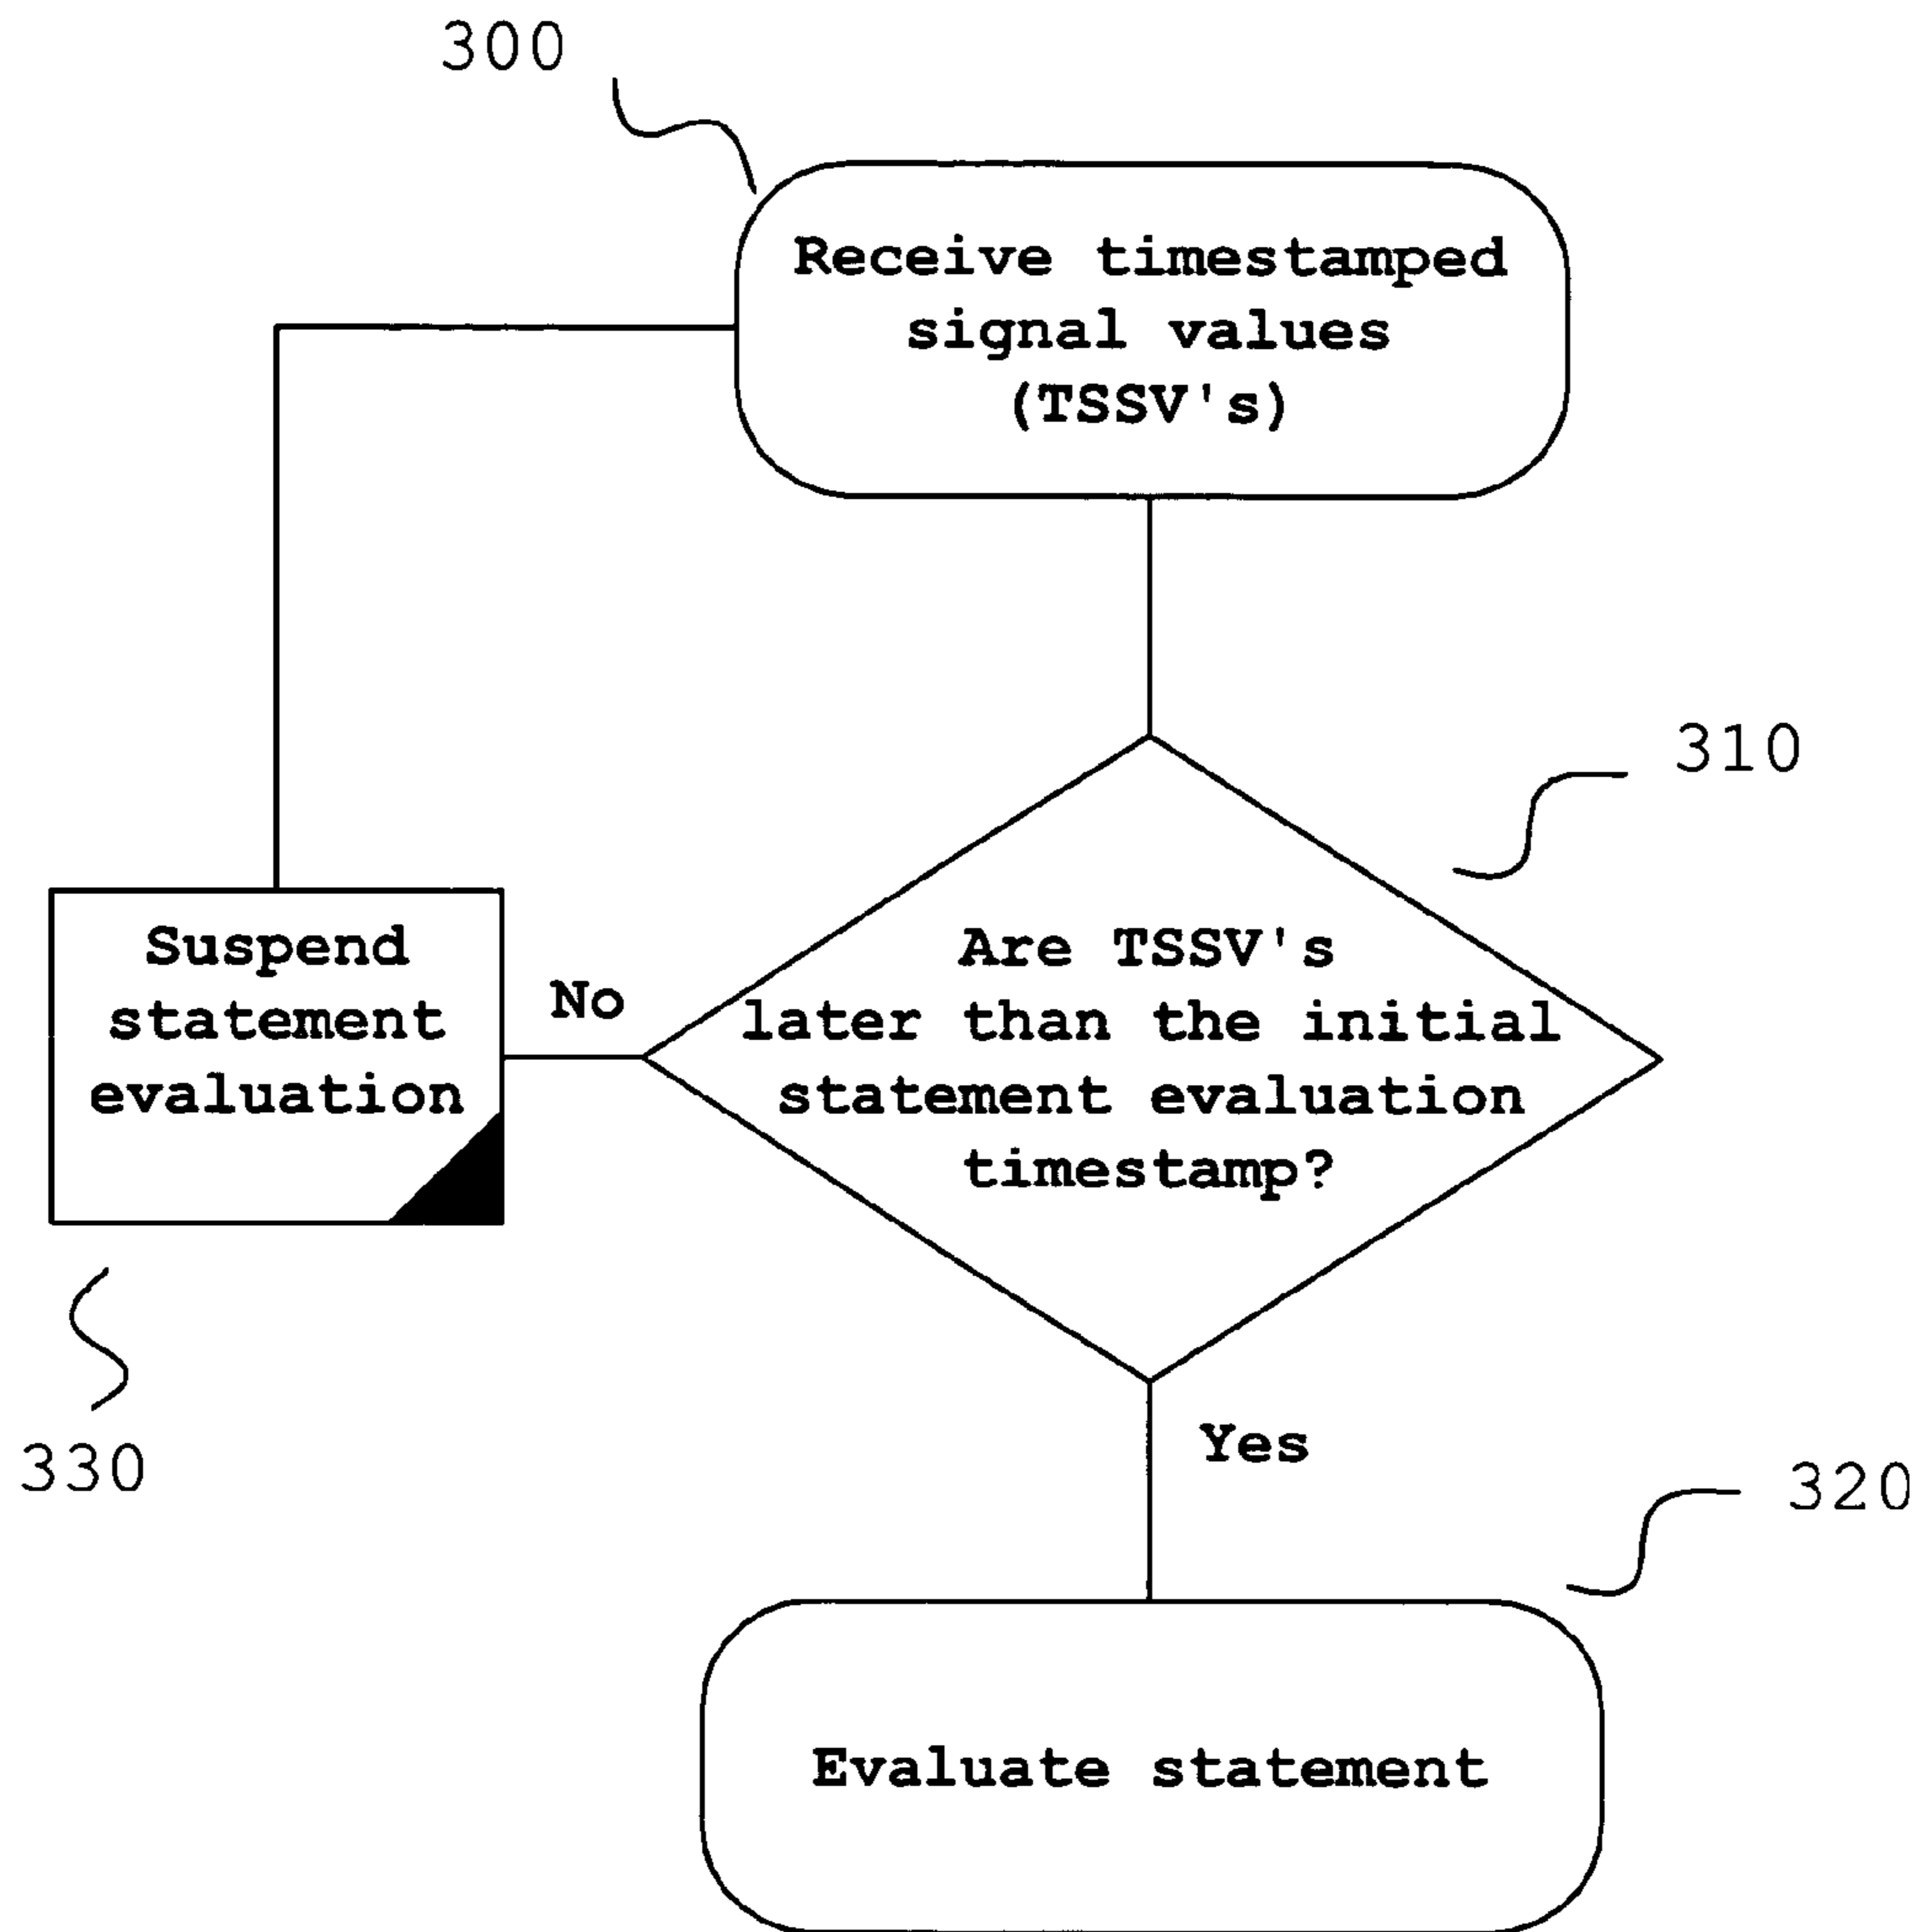 300
Receive timestamped
signal values
(TSSV's)
310
Are TSSV's
later than the initial
statement evaluation
timestamp?
No
Suspend
statement
evaluation
330
Yes
320
Evaluate statement